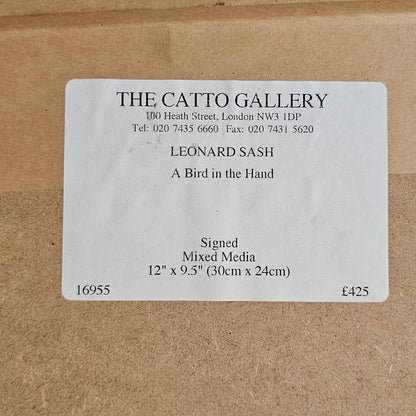 THE CATTO GALLERY
100 Heath Street, London NW3 1DP
Tel: 020 7435 6660 Fax: 020 7431 5620
LEONARD SASH
A Bird in the Hand
Signed
Mixed Media
12" x 9.5" (30cm x 24cm)
16955 £425